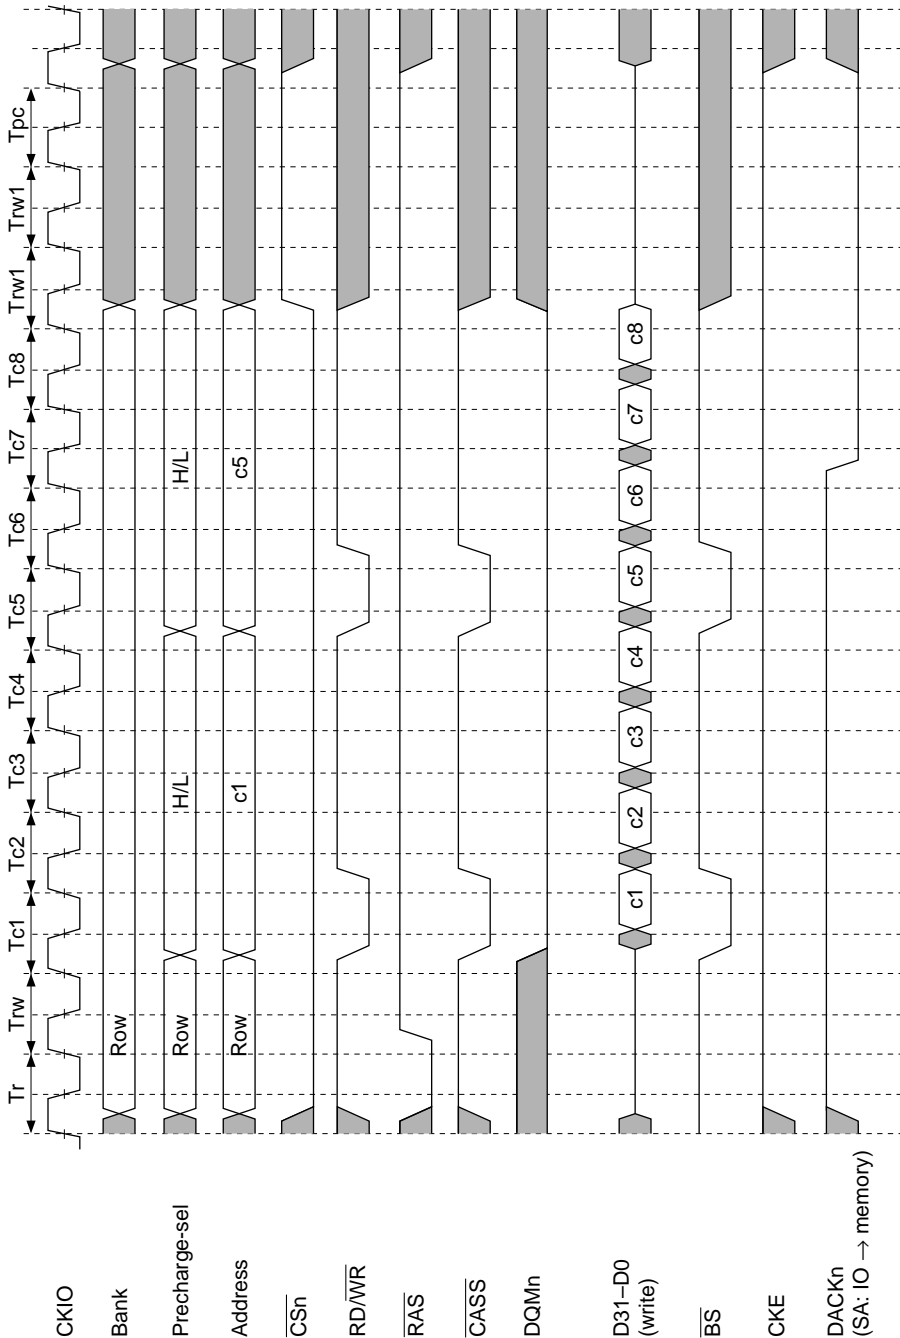 Tr Trw Tc1 Tc2 Tc3 Tc4 Tc5 Tc6 Tc7 Tc8 Trw1 Trw1 Tpc
CKIO
Bank Row
Precharge-sel Row H/L H/L
Address Row c1 c5
CSn
RD/WR
RAS
CASS
DQMn
D31–D0 c1 c2 c3 c4 c5 c6 c7 c8
(write)
BS
CKE
DACKn
(SA: IO → memory)